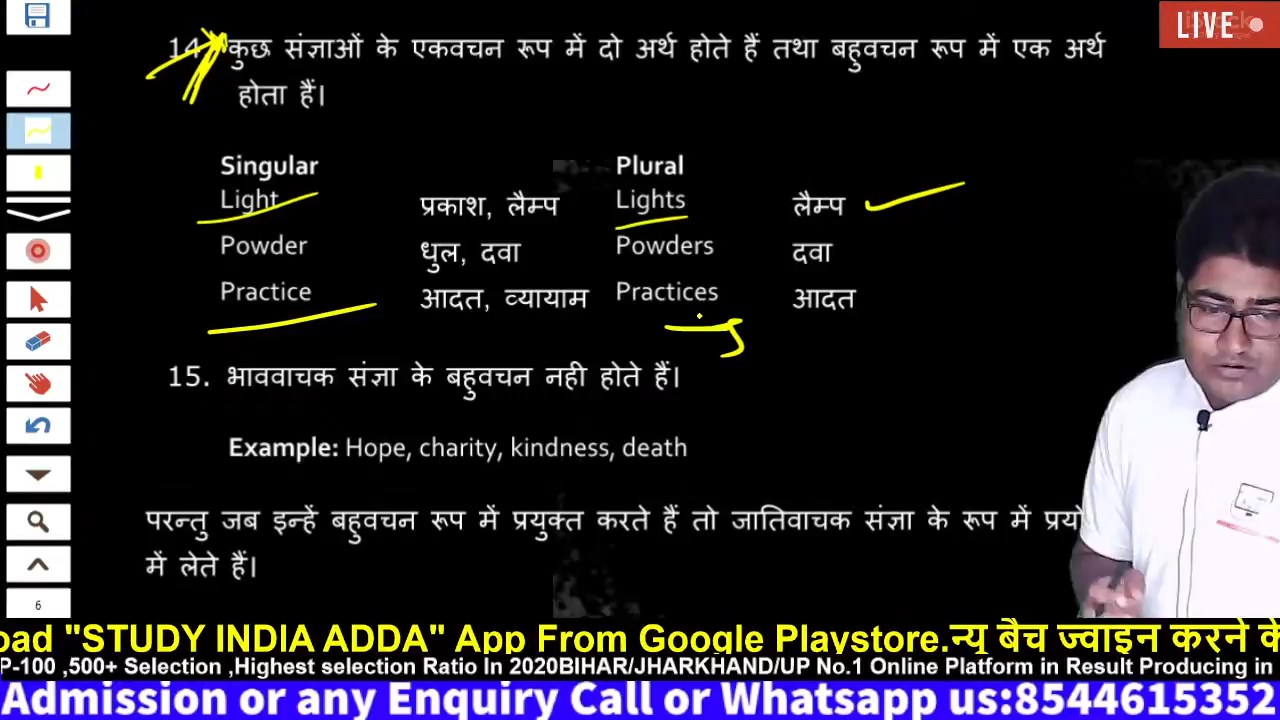 LIVE
14. कुछ संज्ञाओं के एकवचन रूप में दो अर्थ होते हैं तथा बहुवचन रूप में एक अर्थ
होता हैं।
Singular Plural
Light प्रकाश, लैम्प Lights लैम्प
Powder धुल, दवा Powders दवा
Practice आदत, व्यायाम Practices आदत
15. भाववाचक संज्ञा के बहुवचन नही होते हैं।
Example: Hope, charity, kindness, death
परन्तु जब इन्हें बहुवचन रूप में प्रयुक्त करते हैं तो जातिवाचक संज्ञा के रूप में
में लेते हैं।
6
"STUDY INDIA ADDA" App From Google Playstore.न्यू बैच ज्वाइन करने के
P-100 ,500+ Selection ,Highest selection Ratio In 2020BIHAR/JHARKHAND/UP No.1 Online Platform in Result Producing in
Admission or any Enquiry Call or Whatsapp us:8544615352